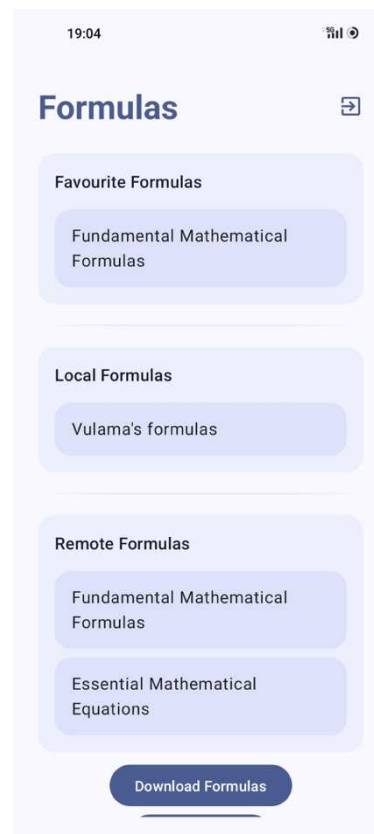 19:04
5G
Formulas
Favourite Formulas
Fundamental Mathematical
Formulas
Local Formulas
Vulama's formulas
Remote Formulas
Fundamental Mathematical
Formulas
Essential Mathematical
Equations
Download Formulas